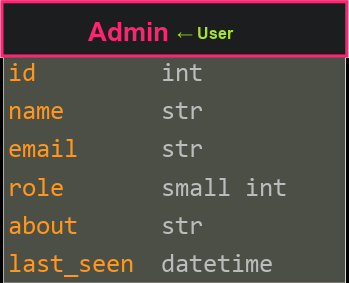 Admin ← User
id int
name str
email str
role small int
about str
last_seen datetime